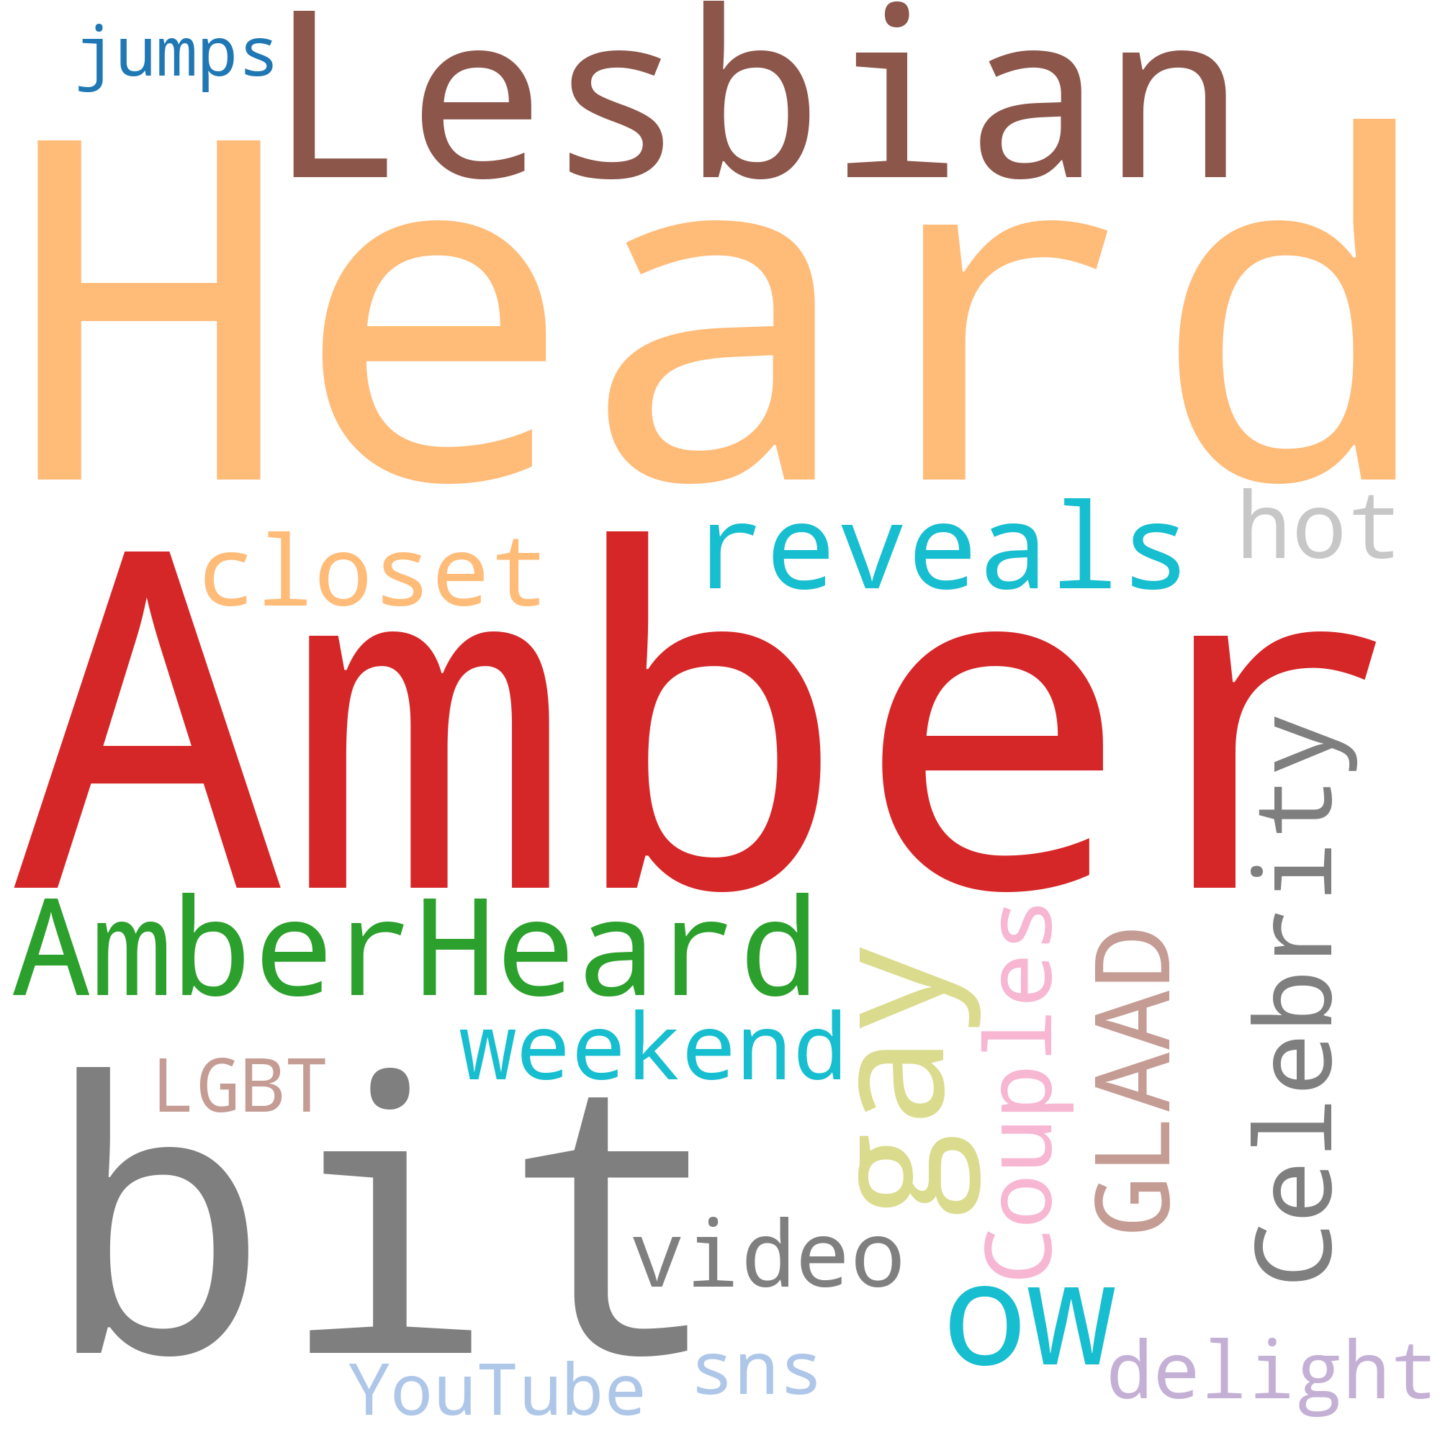 jumps
Lesbian
Heard
closet
reveals
hot
Amber
Celebrity
AmberHeard
gay
Couples
GLAAD
weekend
LGBT
bit
video
ow
delight
YouTube
sns